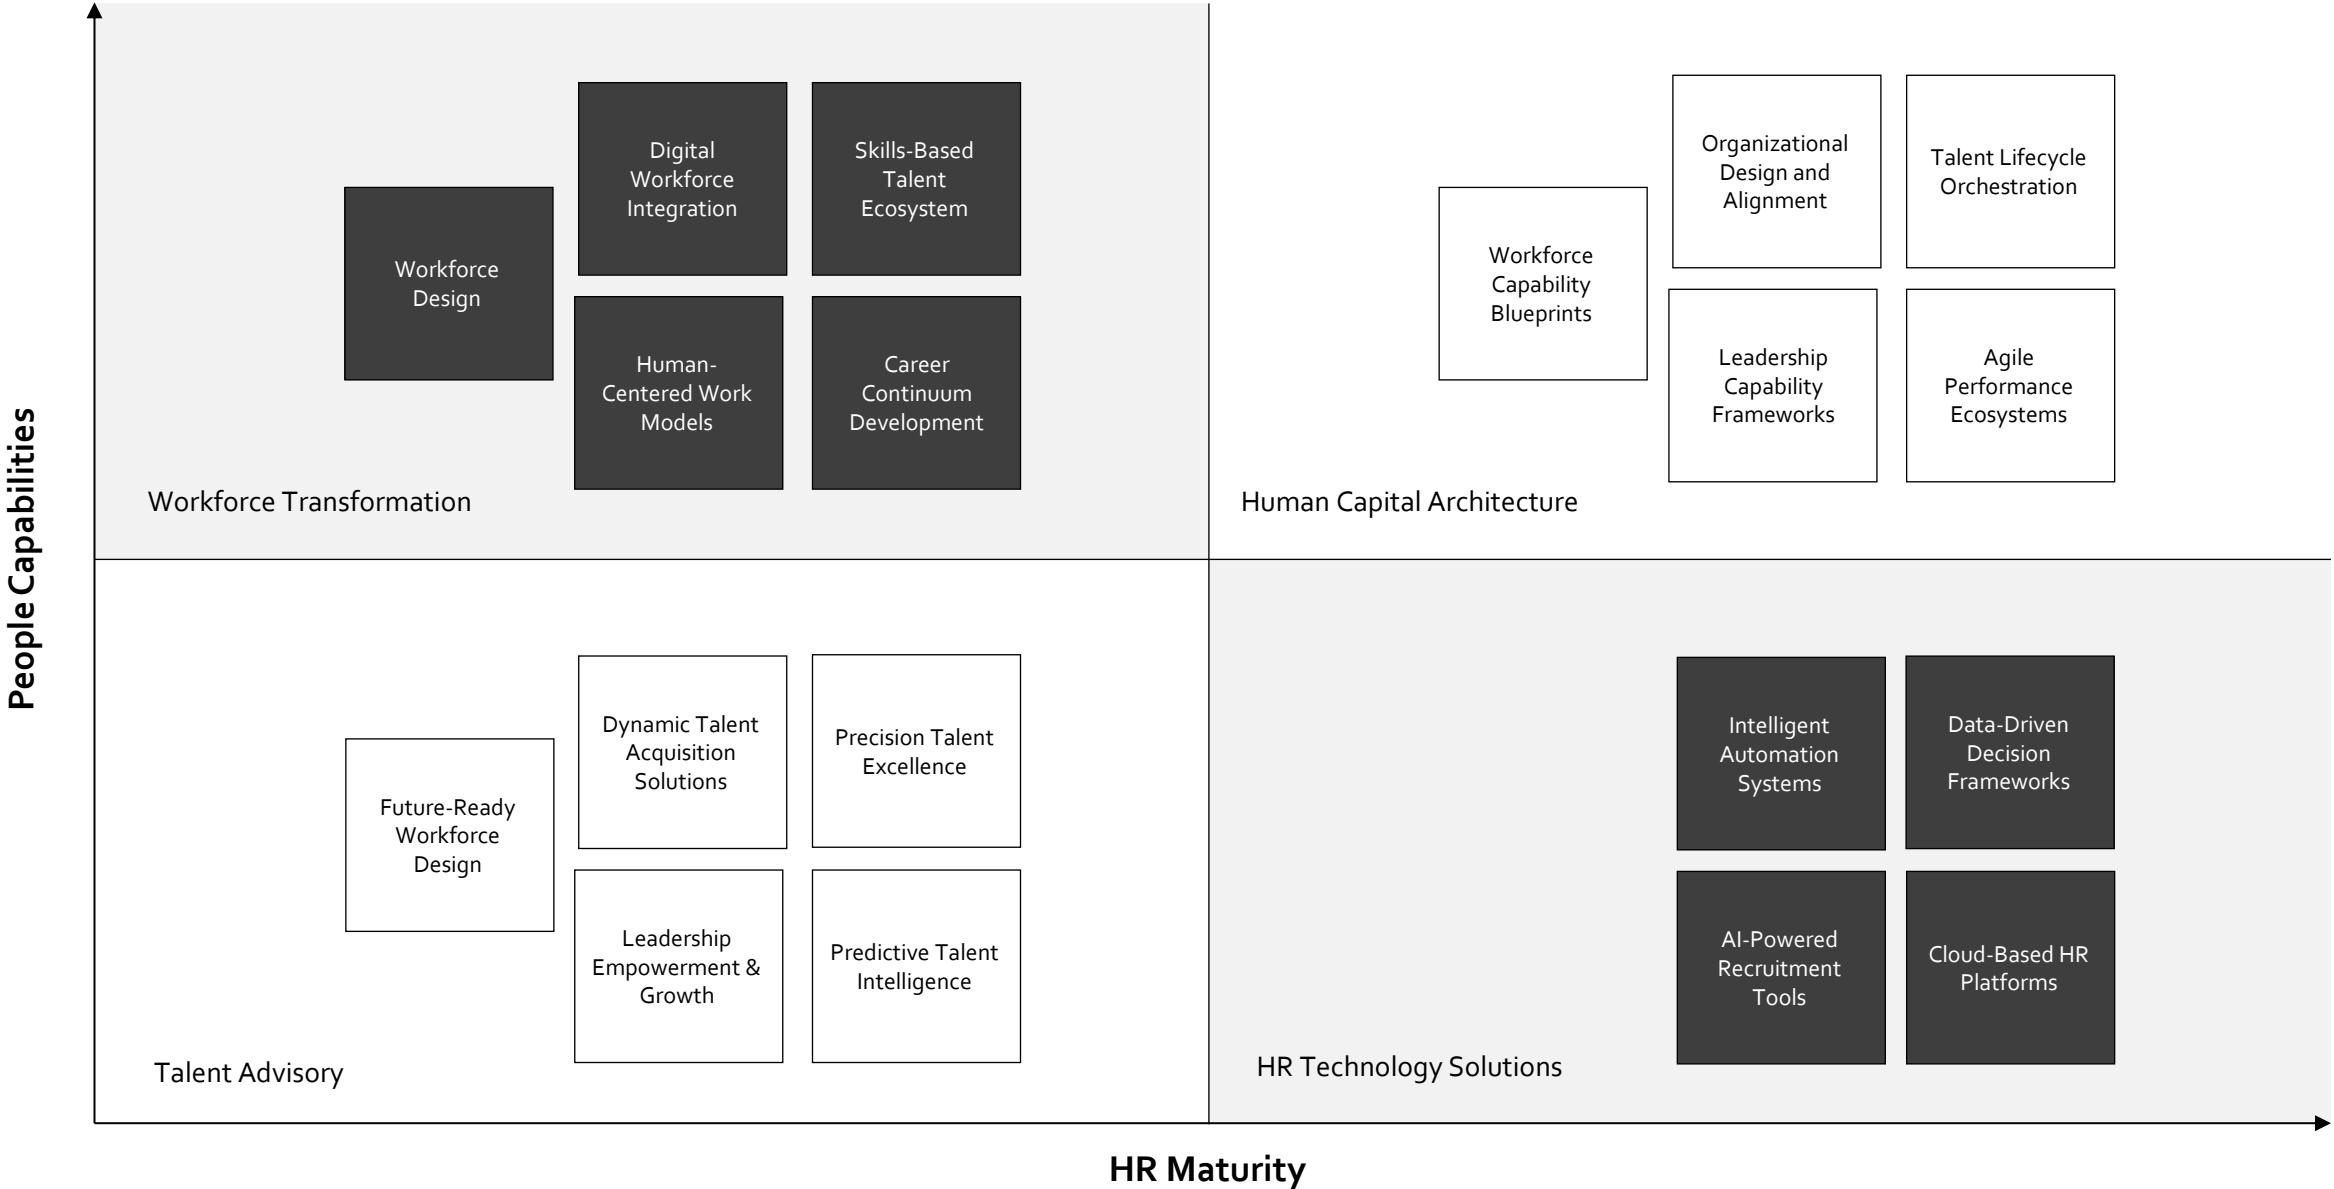 People Capabilities
Workforce
Design
Digital
Workforce
Integration
Skills-Based
Talent
Ecosystem
Human-
Centered Work
Models
Career
Continuum
Development
Workforce Transformation
Workforce
Capability
Blueprints
Organizational
Design and
Alignment
Talent Lifecycle
Orchestration
Leadership
Capability
Frameworks
Agile
Performance
Ecosystems
Human Capital Architecture
Future-Ready
Workforce
Design
Dynamic Talent
Acquisition
Solutions
Precision Talent
Excellence
Leadership
Empowerment &
Growth
Predictive Talent
Intelligence
Talent Advisory
Intelligent
Automation
Systems
Data-Driven
Decision
Frameworks
AI-Powered
Recruitment
Tools
Cloud-Based HR
Platforms
HR Technology Solutions
HR Maturity